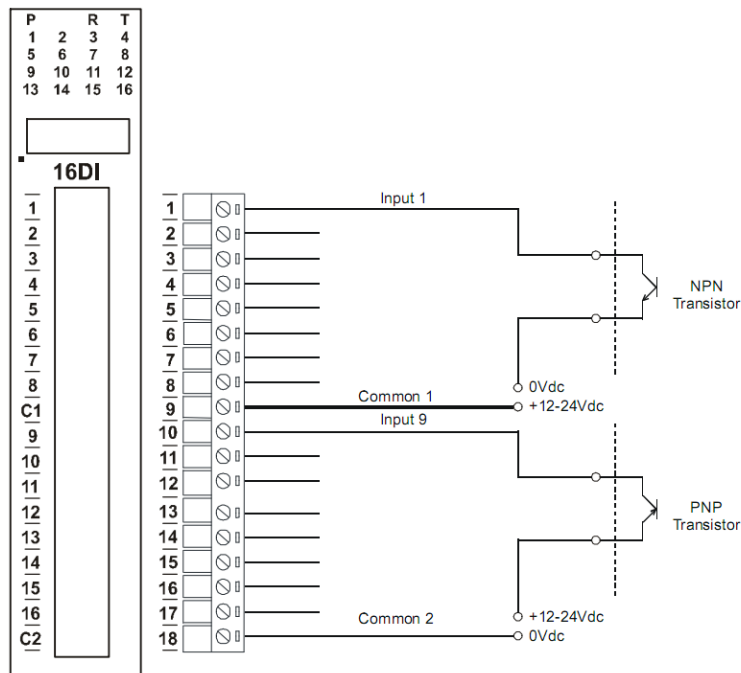 P R T
1 2 3 4
5 6 7 8
9 10 11 12
13 14 15 16
16DI
1
2
3
4
5
6
7
8
C1
9
10
11
12
13
14
15
16
C2
1
2
3
4
5
6
7
8
9
10
11
12
13
14
15
16
17
18
Input 1
NPN
Transistor
0Vdc
Common 1
+12-24Vdc
Input 9
PNP
Transistor
+12-24Vdc
Common 2
0Vdc